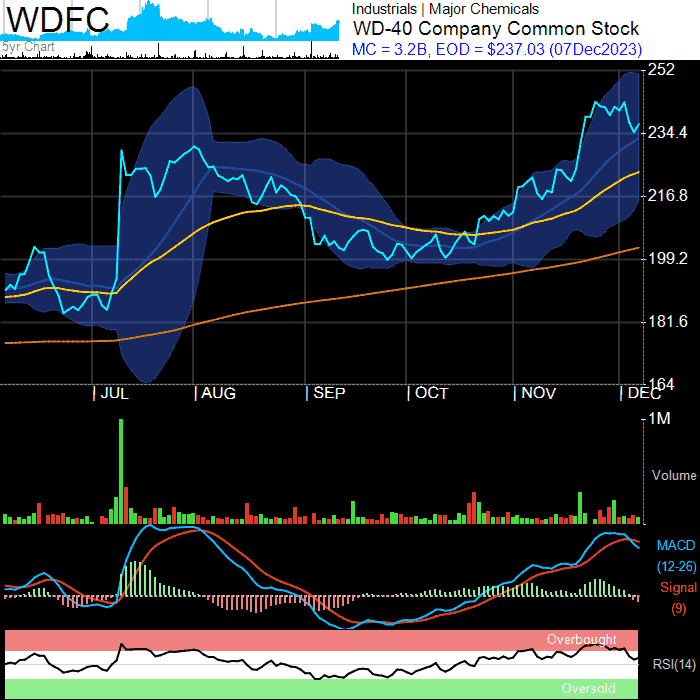 WDFC
5yr Chart
Industrials | Major Chemicals
WD-40 Company Common Stock
MC = 3.2B, EOD = $237.03 (07Dec2023)
252
234.4
216.8
199.2
181.6
164
JUL AUG SEP OCT NOV DEC
1M
Volume
MACD
(12-26)
Signal
(9)
Overbought
RSI(14)
Oversold